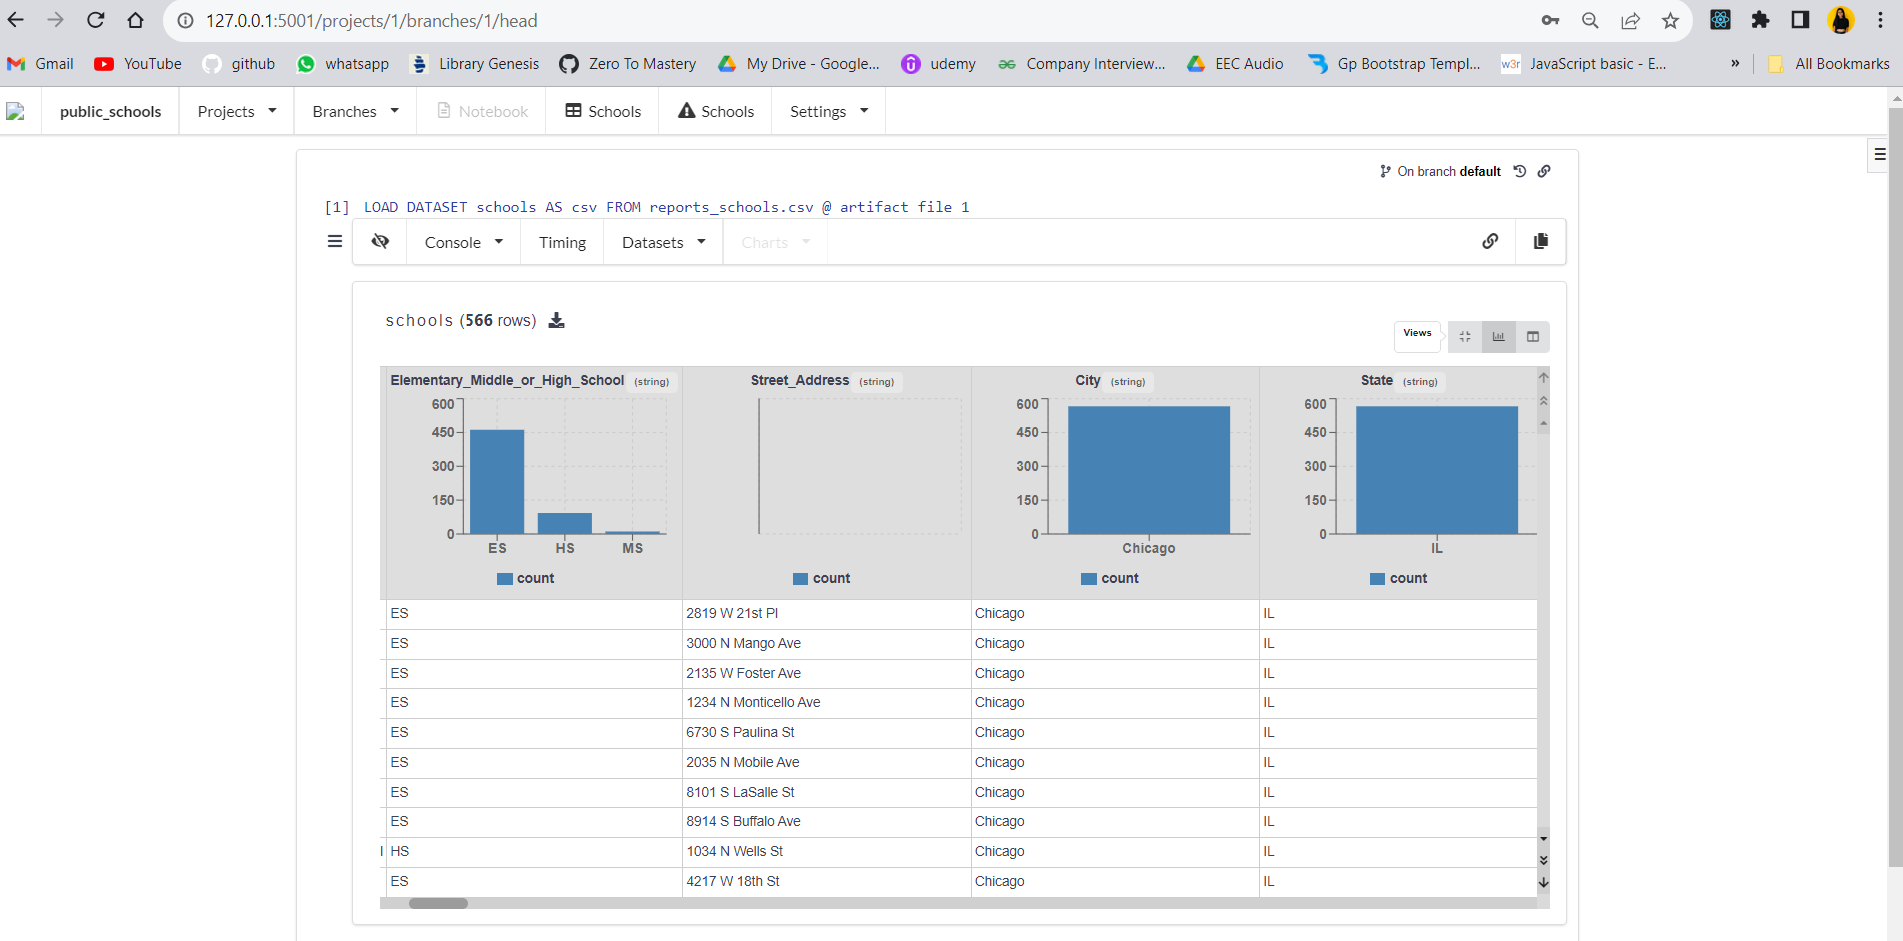 127.0.0.1:5001/projects/1/branches/1/head
Gmail YouTube github whatsapp Library Genesis Zero To Mastery My Drive - Google... udemy Company Interview... EEC Audio Gp Bootstrap Templ... w3r JavaScript basic - E... » All Bookmarks
public_schools Projects Branches Notebook Schools Schools Settings
On branch default
[1] LOAD DATASET schools AS csv FROM reports_schools.csv @ artifact file 1
Console Timing Datasets Charts
schools (566 rows)
Views
Elementary_Middle_or_High_School (string) Street_Address (string) City (string) State (string)
600 600 600
450 450 450
300 300 300
150 150 150
0 0 0
ES HS MS Chicago IL
count count count count
ES 2819 W 21st Pl Chicago IL
ES 3000 N Mango Ave Chicago IL
ES 2135 W Foster Ave Chicago IL
ES 1234 N Monticello Ave Chicago IL
ES 6730 S Paulina St Chicago IL
ES 2035 N Mobile Ave Chicago IL
ES 8101 S LaSalle St Chicago IL
ES 8914 S Buffalo Ave Chicago IL
HS 1034 N Wells St Chicago IL
ES 4217 W 18th St Chicago IL